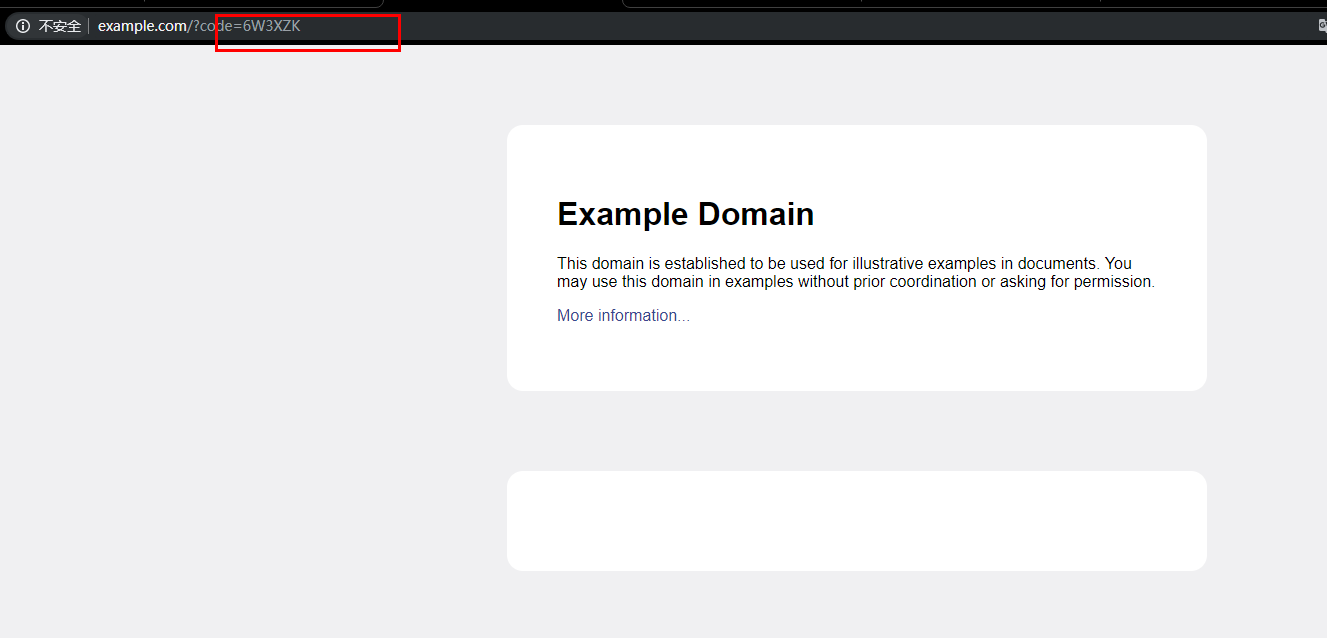 不安全 example.com/?code=6W3XZK
Example Domain
This domain is established to be used for illustrative examples in documents. You
may use this domain in examples without prior coordination or asking for permission.
More information...